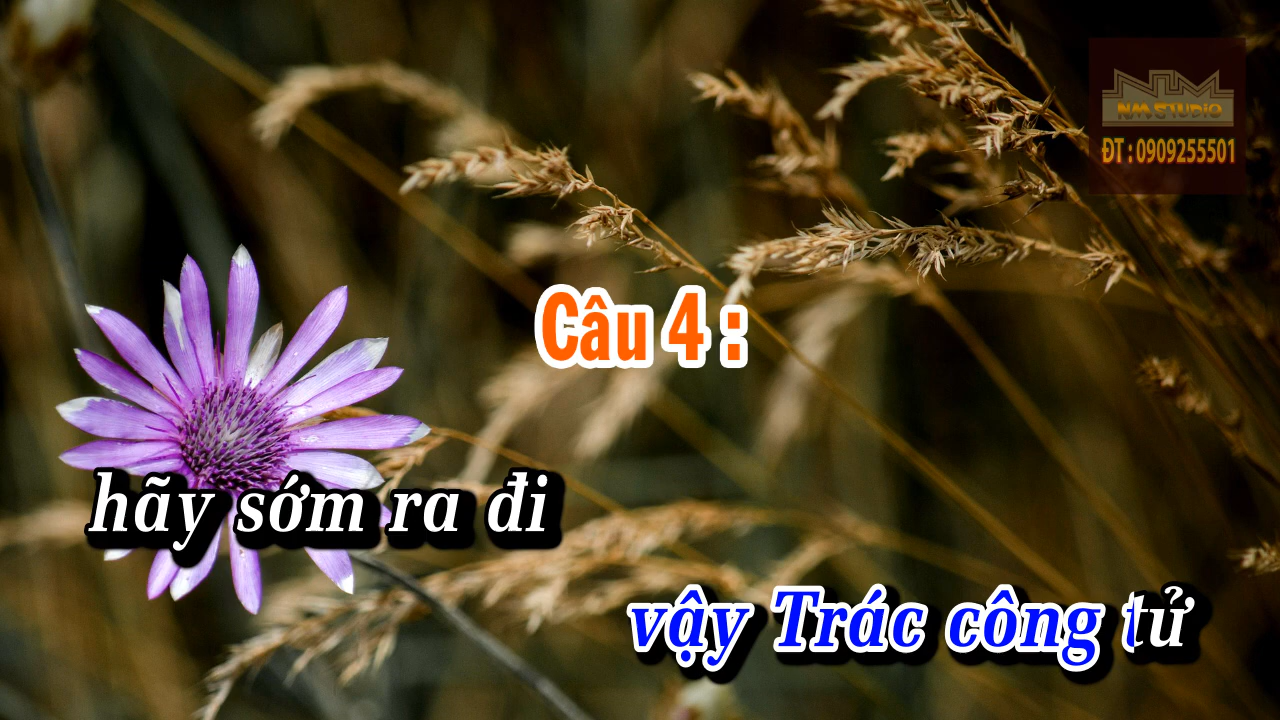 NM STUDIO
ĐT : 0909255501
Câu 4 :
hãy sớm ra đi
vậy Trác công tử